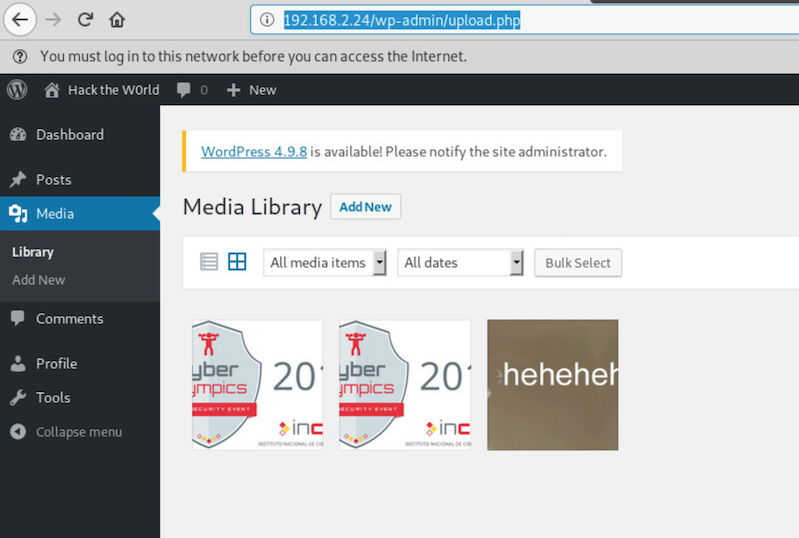 192.168.2.24/wp-admin/upload.php
You must log in to this network before you can access the Internet.
Hack the W0rld 0 New
Dashboard
WordPress 4.9.8 is available! Please notify the site administrator.
Posts
Media
Library
Add New
Comments
Profile
Tools
Collapse menu
Media Library Add New
All media items All dates Bulk Select
yber
ympics
201
SECURITY EVENT
inc
INSTITUTO NACIONAL DE CI
yber
ympics
201
SECURITY EVENT
inc
INSTITUTO NACIONAL DE CI
eheheheh